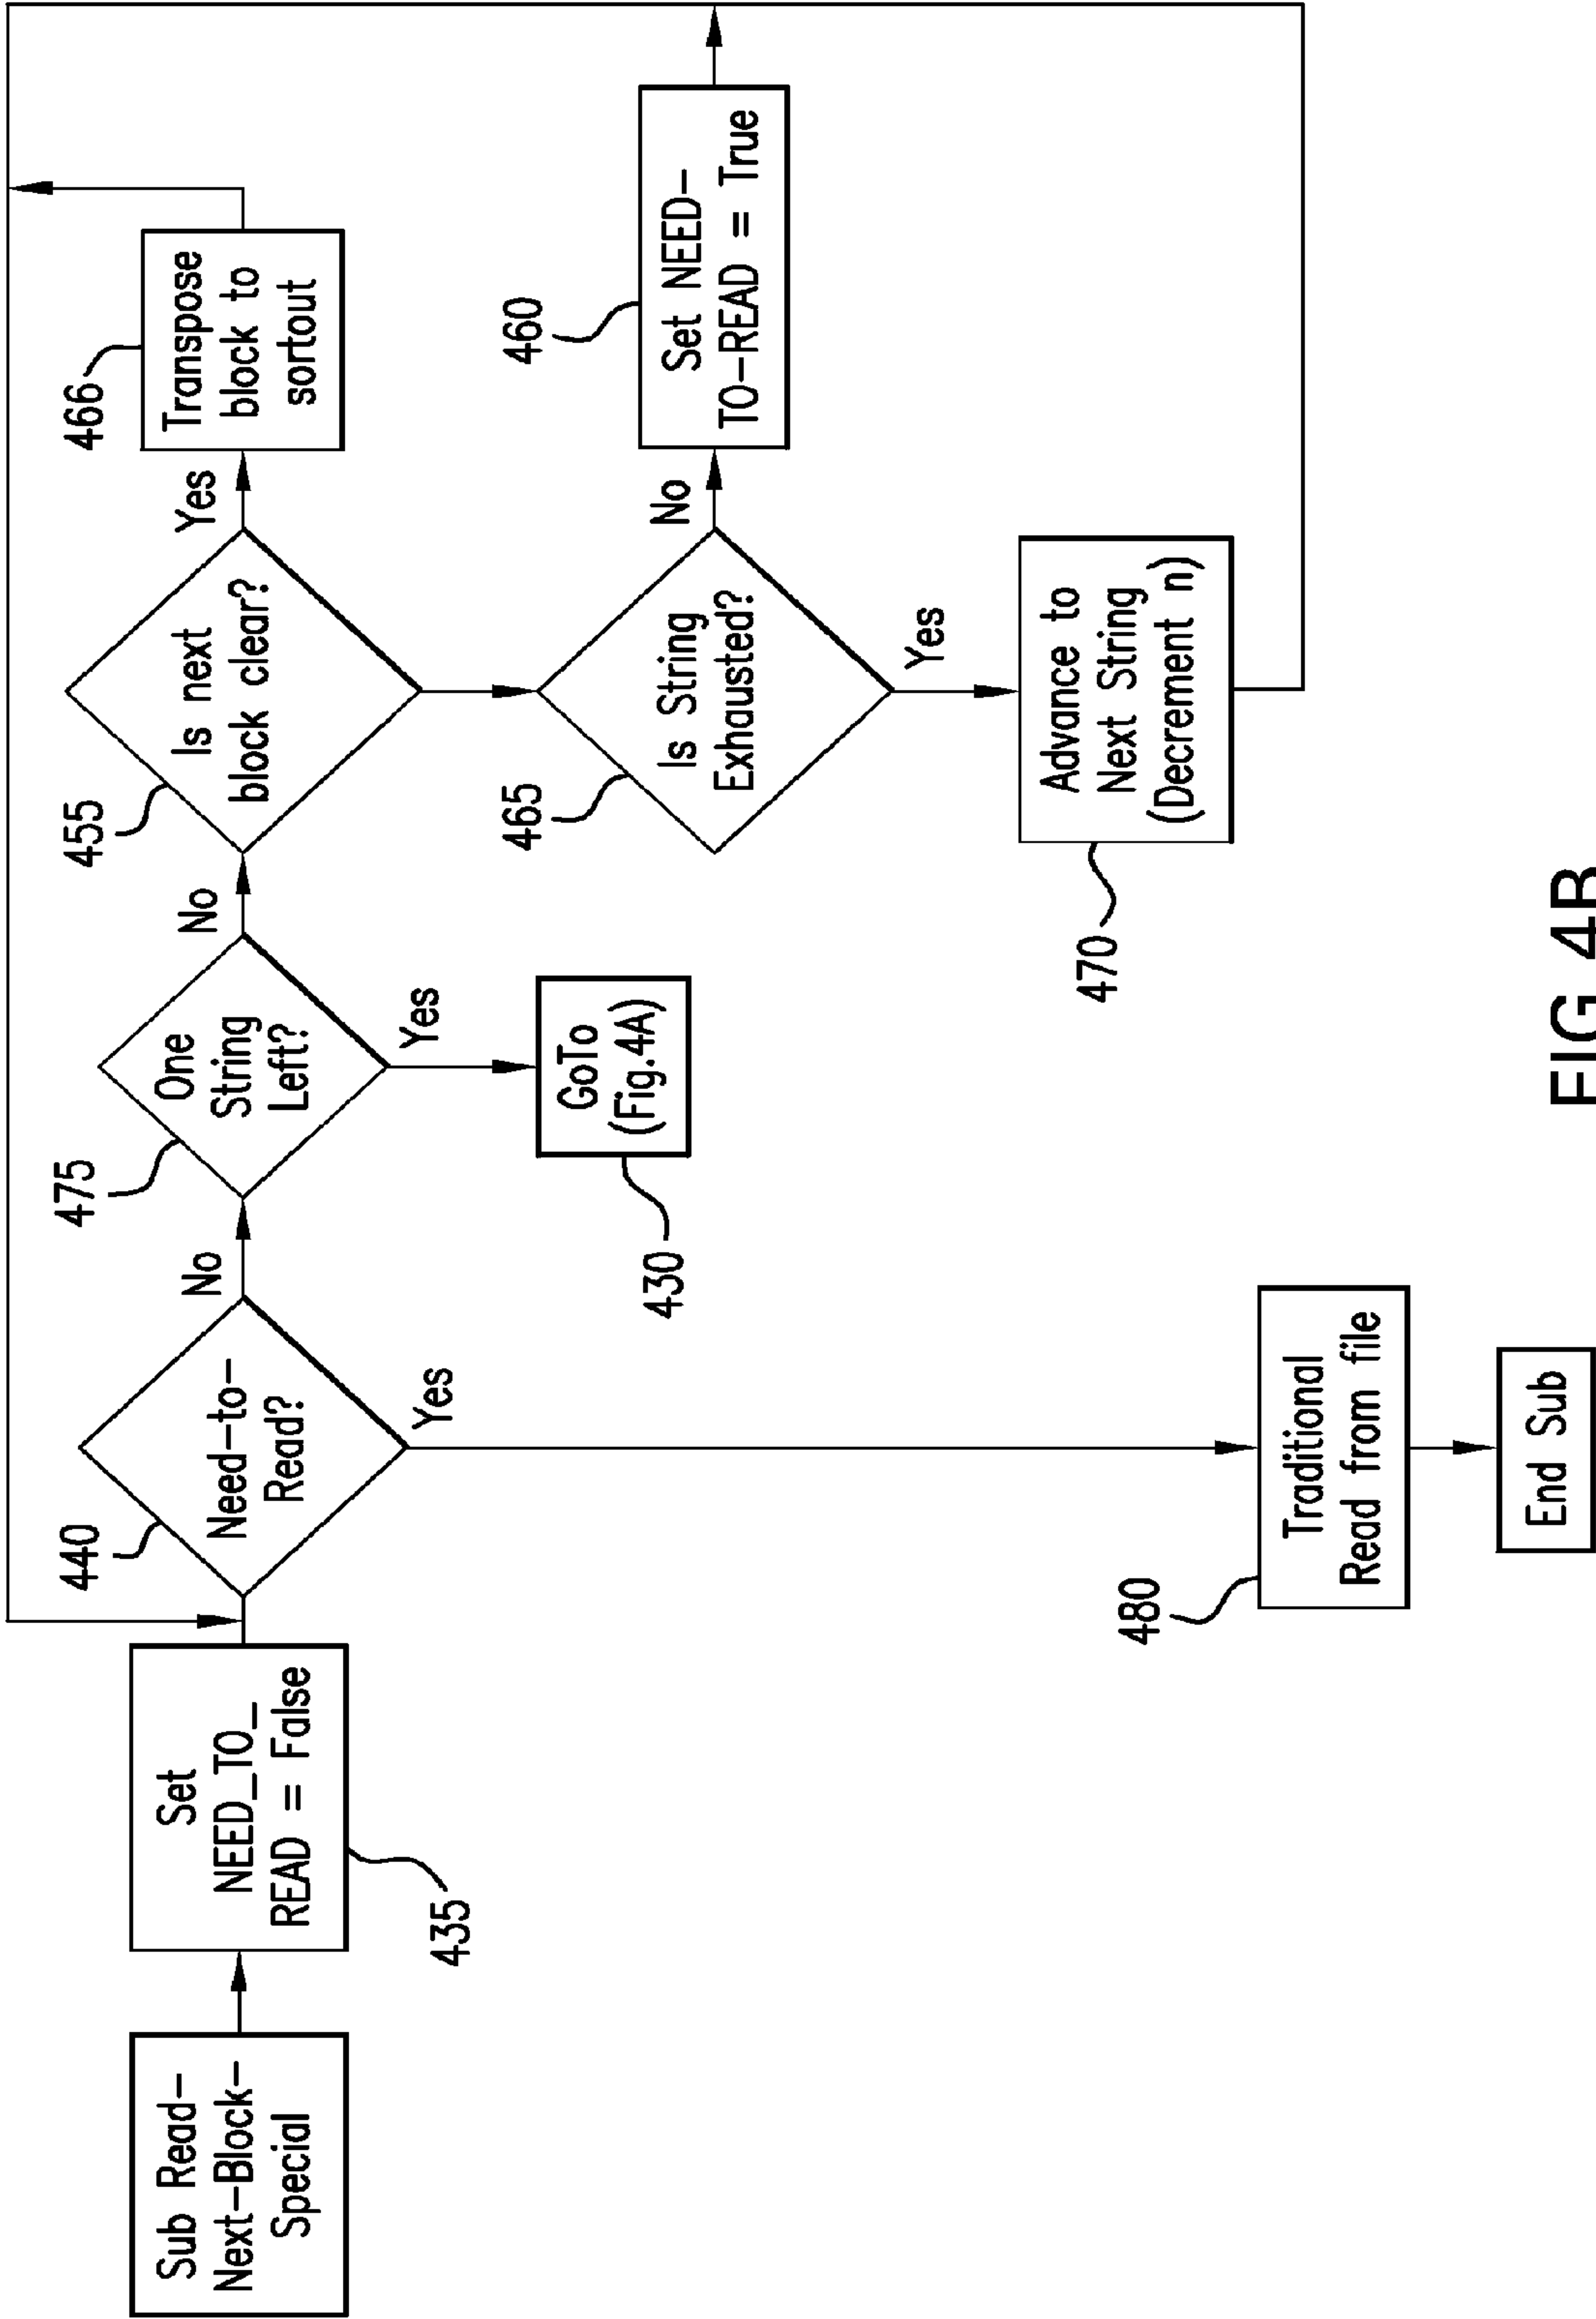 Sub Read-
Next-Block-
Special
Set
NEED_TO_
READ = False
435
440
Need-to-
Read?
No
Yes
475
One
String
Left?
No
Yes
GoTo
(Fig.4A)
430
455
Is next
block clear?
Yes
466
Transpose
block to
sortout
465
Is String
Exhausted?
No
Yes
460
Set NEED-
TO-READ = True
470
Advance to
Next String
(Decrement n)
480
Traditional
Read from file
End Sub
FIG.4B